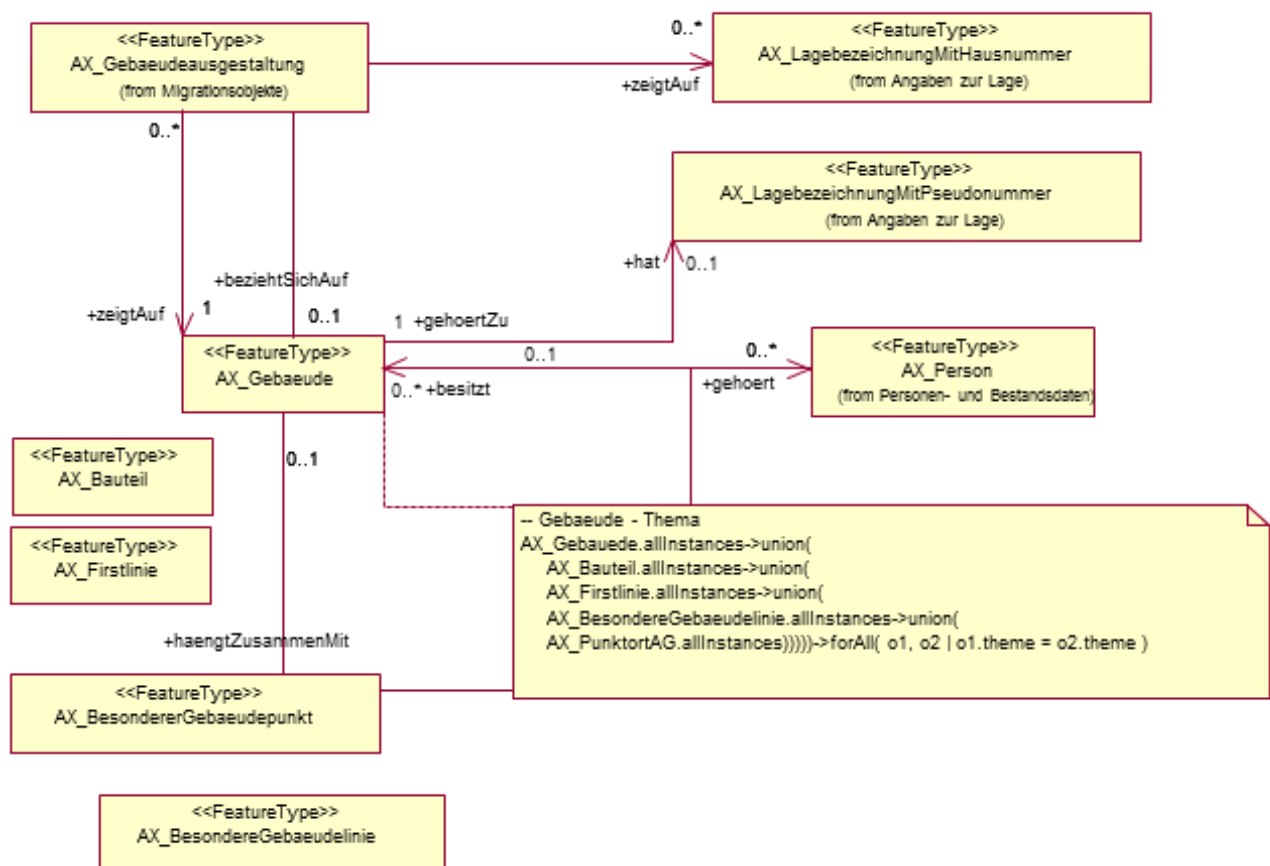 <<FeatureType>>
AX_Gebaeudeausgestaltung
(from Migrationsobjekte)
0..*
+zeigtAuf
<<FeatureType>>
AX_LagebezeichnungMitHausnummer
(from Angaben zur Lage)
0..*
<<FeatureType>>
AX_LagebezeichnungMitPseudonummer
(from Angaben zur Lage)
+hat
0..1
+beziehtSichAuf
+zeigtAuf
1
0..1
1
+gehoertZu
<<FeatureType>>
AX_Gebaeude
0..1
0..*
0..* +besitzt
+gehoert
<<FeatureType>>
AX_Person
(from Personen- und Bestandsdaten)
0..1
<<FeatureType>>
AX_Bauteil
<<FeatureType>>
AX_Firstlinie
-- Gebaeude - Thema
AX_Gebauede.allInstances->union(
AX_Bauteil.allInstances->union(
AX_Firstlinie.allInstances->union(
AX_BesondereGebaeudelinie.allInstances->union(
AX_PunktortAG.allInstances)))))->forAll( o1, o2 | o1.theme = o2.theme )
+haengtZusammenMit
<<FeatureType>>
AX_BesondererGebaeudepunkt
<<FeatureType>>
AX_BesondereGebaeudelinie